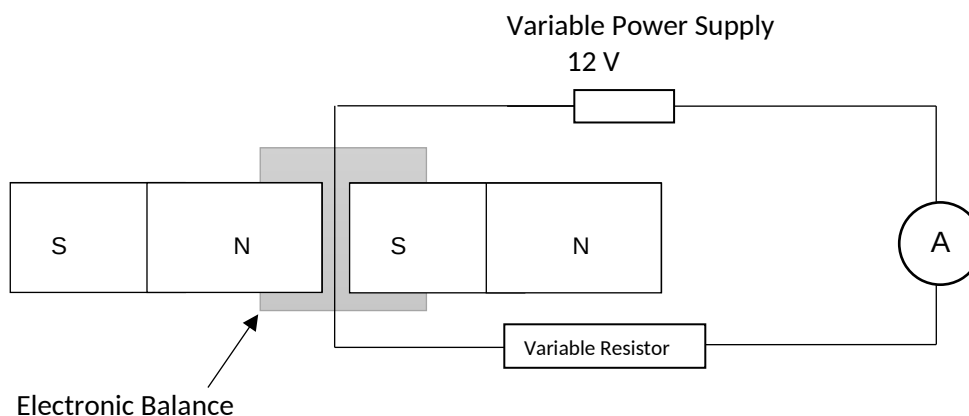 Variable Power Supply
12 V
S
N
S
N
A
Variable Resistor
Electronic Balance